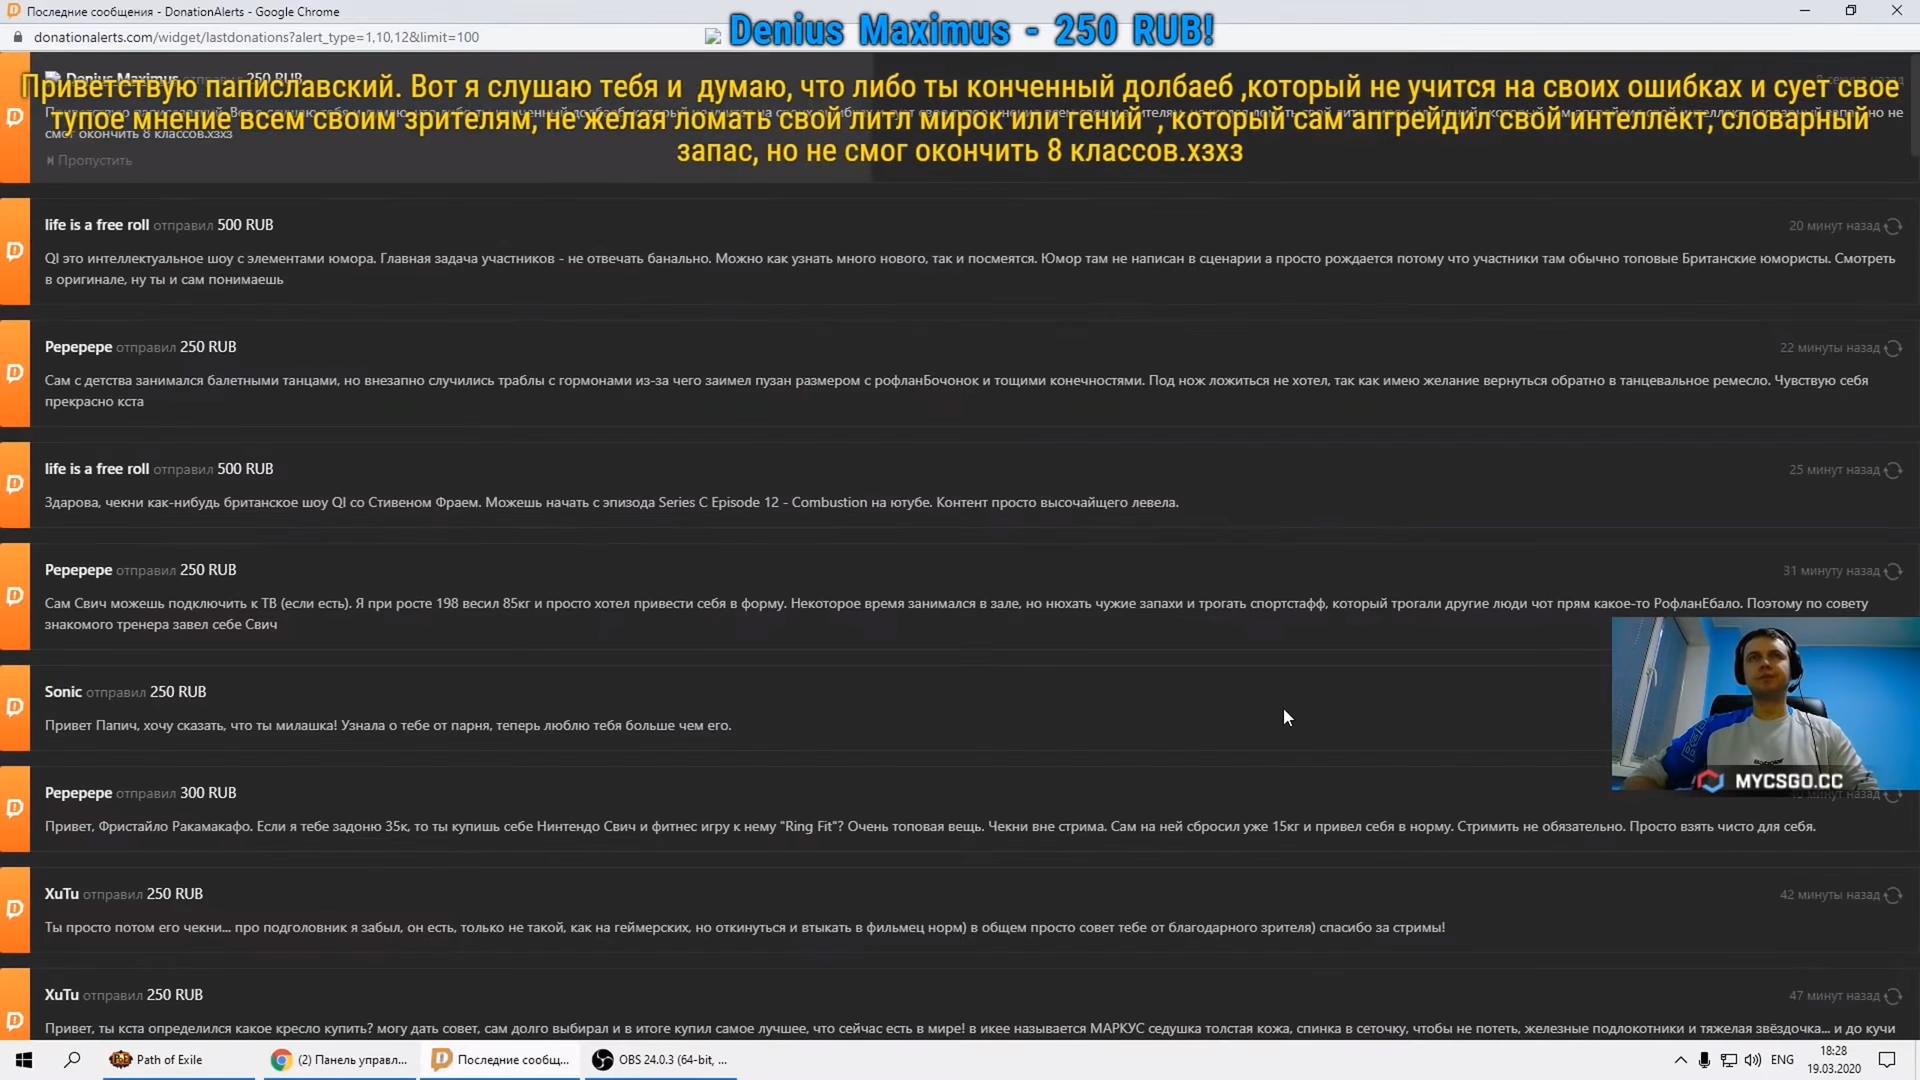 Последние сообщения - DonationAlerts - Google Chrome
donationalerts.com/widget/lastdonations?alert_type=1,10,12&limit=100
Denius Maximus - 250 RUB!
Denius Maximus отправил 250 RUB
Приветствую папиславский. Вот я слушаю тебя и думаю, что либо ты конченный долбаеб ,который не учится на своих ошибках и сует свое
тупое мнение всем своим зрителям, не желая ломать свой литл мирок или гений , который сам апгрейдил свой интеллект, словарный
запас, но не смог окончить 8 классов.хзхз
смог окончить 8 классов.хзхз
Пропустить
life is a free roll отправил 500 RUB
20 минут назад
QI это интеллектуальное шоу с элементами юмора. Главная задача участников - не отвечать банально. Можно как узнать много нового, так и посмеятся. Юмор там не написан в сценарии а просто рождается потому что участники там обычно топовые Британские юмористы. Смотреть
в оригинале, ну ты и сам понимаешь
Pepepepe отправил 250 RUB
22 минуты назад
Сам с детства занимался балетными танцами, но внезапно случились траблы с гормонами из-за чего заимел пузан размером с рофланБочонок и тощими конечностями. Под нож ложиться не хотел, так как имею желание вернуться обратно в танцевальное ремесло. Чувствую себя
прекрасно кста
life is a free roll отправил 500 RUB
25 минут назад
Здарова, чекни как-нибудь британское шоу QI со Стивеном Фраем. Можешь начать с эпизода Series C Episode 12 - Combustion на ютубе. Контент просто высочайщего левела.
Pepepepe отправил 250 RUB
31 минуту назад
Сам Свич можешь подключить к ТВ (если есть). Я при росте 198 весил 85кг и просто хотел привести себя в форму. Некоторое время занимался в зале, но нюхать чужие запахи и трогать спортстафф, который трогали другие люди чот прям какое-то РофланЕбало. Поэтому по совету
знакомого тренера завел себе Свич
Sonic отправил 250 RUB
Привет Папич, хочу сказать, что ты милашка! Узнала о тебе от парня, теперь люблю тебя больше чем его.
MYCSGO.CC
Pepepepe отправил 300 RUB
минут назад
Привет, Фристайло Ракамакафо. Если я тебе задоню 35к, то ты купишь себе Нинтендо Свич и фитнес игру к нему "Ring Fit"? Очень топовая вещь. Чекни вне стрима. Сам на ней сбросил уже 15кг и привел себя в норму. Стримить не обязательно. Просто взять чисто для себя.
XuTu отправил 250 RUB
42 минуты назад
Ты просто потом его чекни... про подголовник я забыл, он есть, только не такой, как на геймерских, но откинуться и втыкать в фильмец норм) в общем просто совет тебе от благодарного зрителя) спасибо за стримы!
XuTu отправил 250 RUB
47 минут назад
Привет, ты кста определился какое кресло купить? могу дать совет, сам долго выбирал и в итоге купил самое лучшее, что сейчас есть в мире! в икее называется МАРКУС седушка толстая кожа, спинка в сеточку, чтобы не потеть, железные подлокотники и тяжелая звёздочка... и до кучи
Path of Exile
(2) Панель управл...
Последние сообщ...
OBS 24.0.3 (64-bit, ...
ENG
18:28
19.03.2020